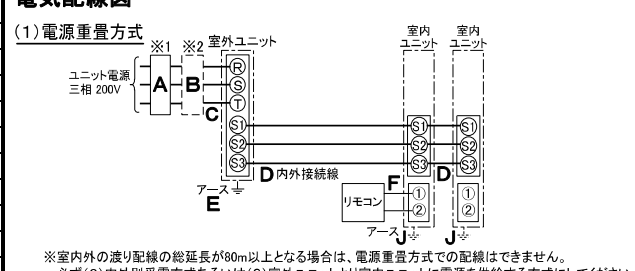 電気配線図
(1)電源重畳方式
※1 ※2 室外ユニット
室内ユニット 室内ユニット
ユニット電源
三相 200V
A B
R
S
T
C
S1 S1 S1
S2 S2 S2
S3 S3 S3
D 内外接続線 D
アース
E
F
リモコン
① ①
② ②
アース J J
※室内外の渡り配線の総延長が80m以上となる場合は、電源重畳方式での配線はできません。